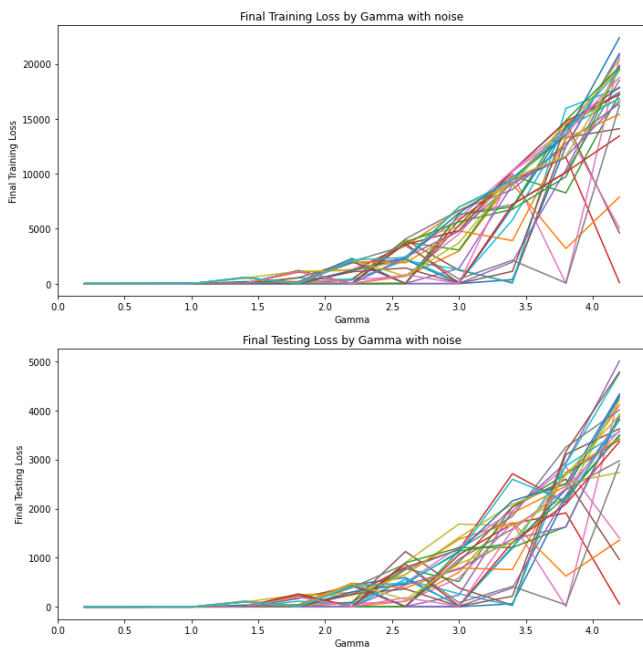 Final Training Loss by Gamma with noise
Final Training Loss
20000
15000
10000
5000
0
0.0 0.5 1.0 1.5 2.0 2.5 3.0 3.5 4.0
Gamma
Final Testing Loss by Gamma with noise
Final Testing Loss
5000
4000
3000
2000
1000
0
0.0 0.5 1.0 1.5 2.0 2.5 3.0 3.5 4.0
Gamma